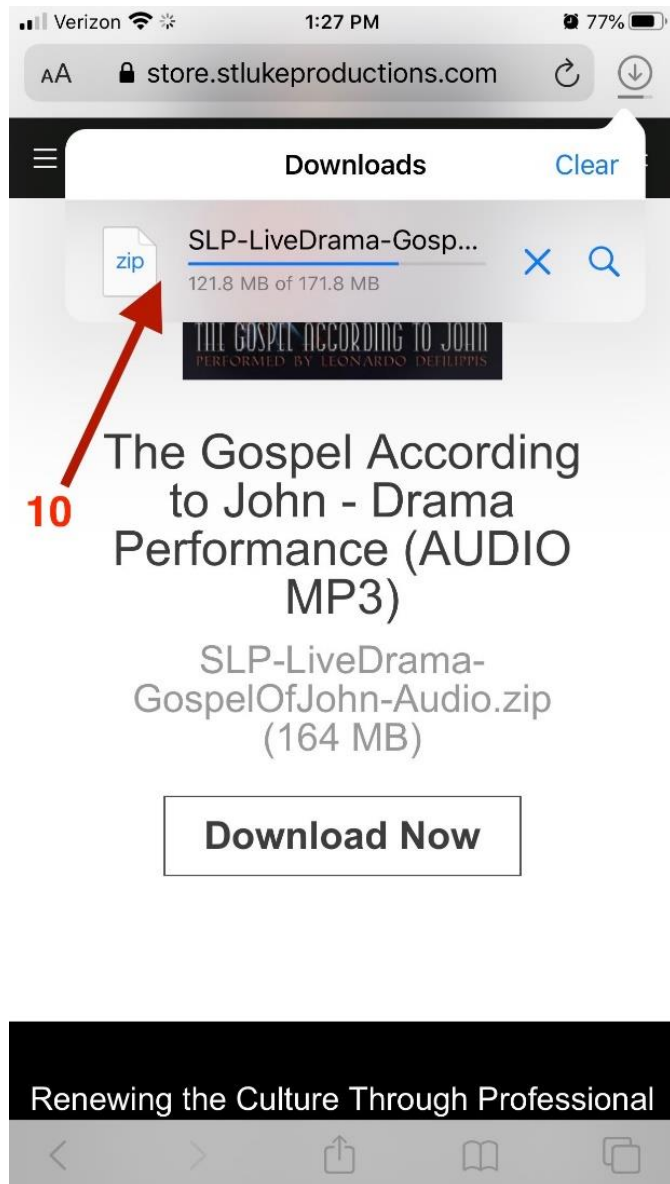 Verizon 1:27 PM 77%
AA store.stlukeproductions.com
Downloads Clear
zip SLP-LiveDrama-Gosp...
121.8 MB of 171.8 MB
THE GOSPEL ACCORDING TO JOHN
PERFORMED BY LEONARDO DEFILIPPIS
10
The Gospel According
to John - Drama
Performance (AUDIO
MP3)
SLP-LiveDrama-
GospelOfJohn-Audio.zip
(164 MB)
Download Now
Renewing the Culture Through Professional